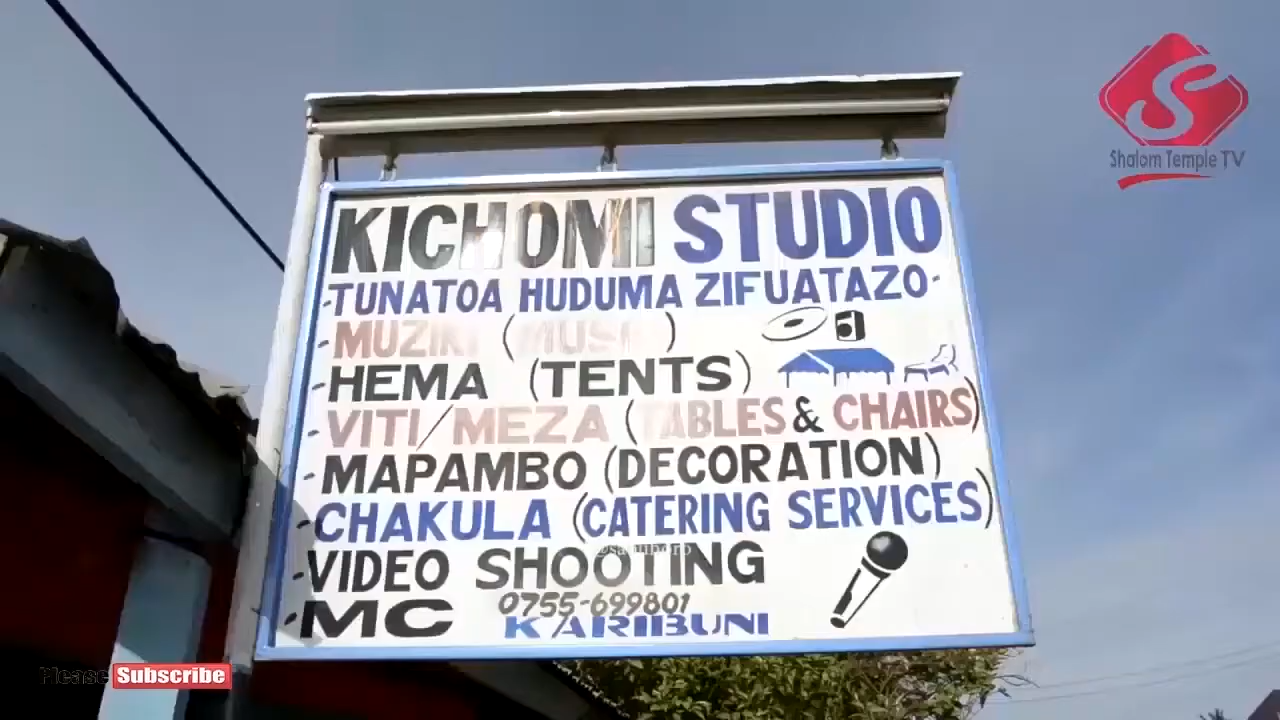 Shalom Temple TV
KICHOMI STUDIO
-TUNATOA HUDUMA ZIFUATAZO-
-MUZIKI (MUSIC)
-HEMA (TENTS)
-VITI/MEZA (TABLES & CHAIRS)
-MAPAMBO (DECORATION)
-CHAKULA (CATERING SERVICES)
-VIDEO SHOOTING
-MC 0755-699801
KARIBUNI
Please Subscribe